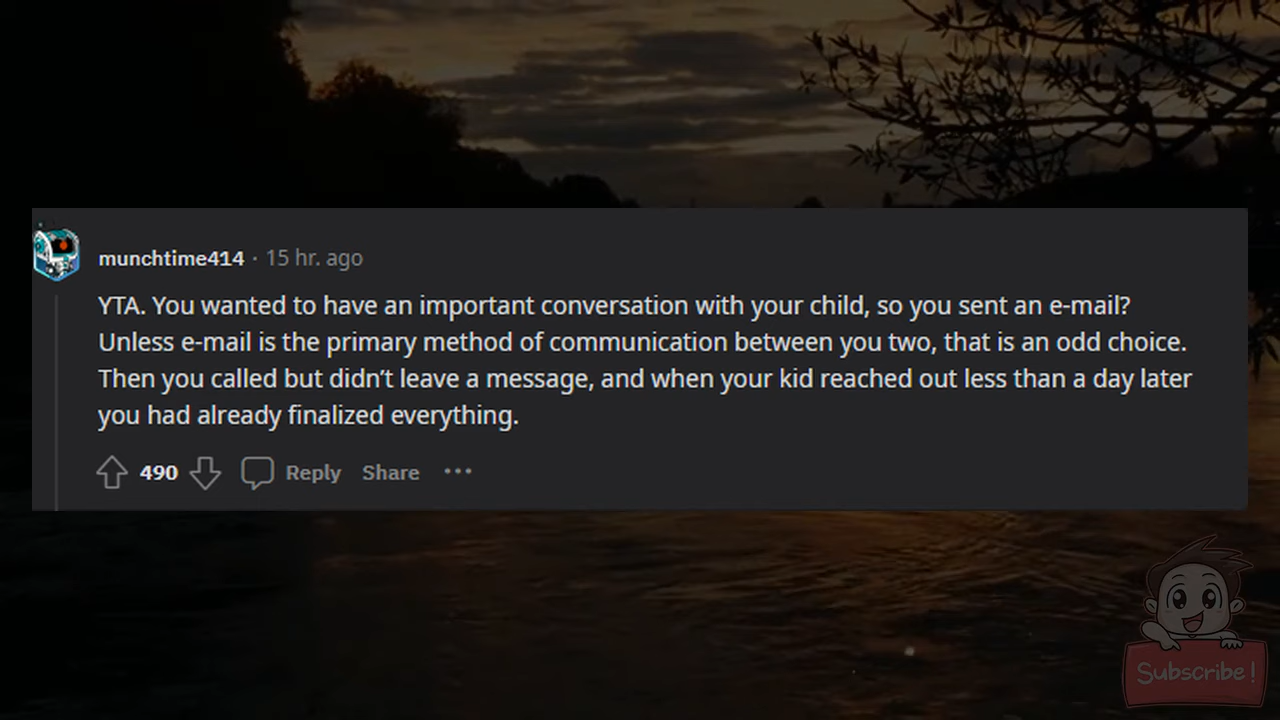 munchtime414 · 15 hr. ago
YTA. You wanted to have an important conversation with your child, so you sent an e-mail?
Unless e-mail is the primary method of communication between you two, that is an odd choice.
Then you called but didn’t leave a message, and when your kid reached out less than a day later
you had already finalized everything.
490 Reply Share ···
Subscribe!